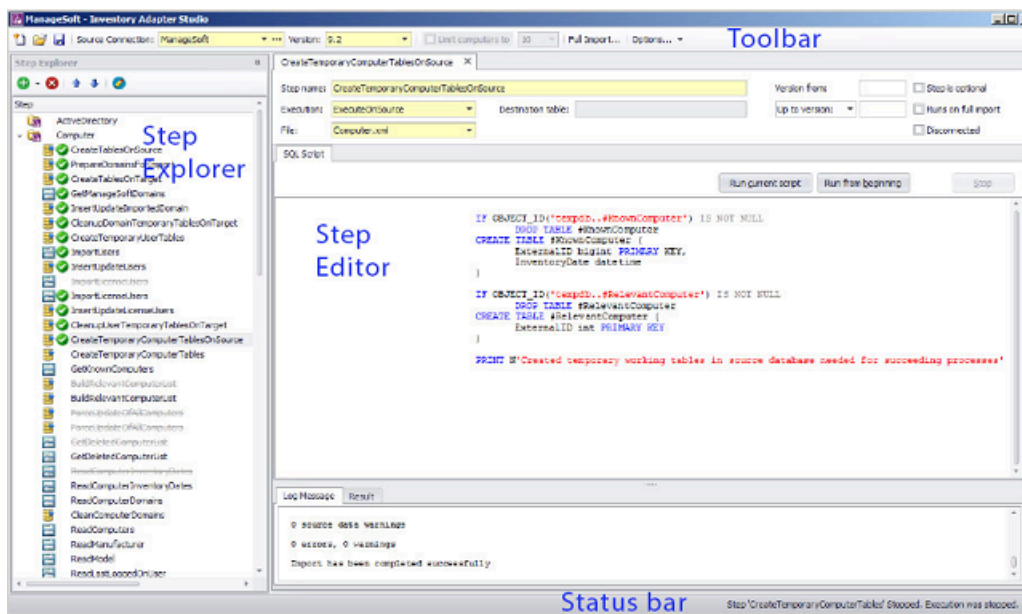 ManageSoft - Inventory Adapter Studio
Source Connection: ManageSoft ... Version: 9.2 Limit computers to 10 Full Import... Options...
Toolbar
Step Explorer
CreateTemporaryComputerTablesOnSource
Step name: CreateTemporaryComputerTablesOnSource Version from: Step is optional
Execution: ExecuteOnSource Destination table: Up to version: Runs on full import
File: Computer.xml Disconnected
SQL Script
Run current script Run from beginning Stop
Step
ActiveDirectory
Computer
CreateTablesOnSource
CreateTablesOnTarget
GetManageSoftDomains
InsertUpdateImportedDomain
CleanupDomainTemporaryTablesOnTarget
CreateTemporaryUserTables
ImportUsers
InsertUpdateUsers
ImportLicenseUsers
ImportLicenseUsers
InsertUpdateLicenseUsers
CleanupUserTemporaryTablesOnTarget
CreateTemporaryComputerTablesOnSource
CreateTemporaryComputerTables
GetKnownComputers
BuildRelevantComputerList
BuildRelevantComputerList
ForceUpdateOfAllComputers
ForceUpdateOfAllComputers
GetDeletedComputerList
GetDeletedComputerList
ReadComputerInventoryDates
ReadComputerInventoryDates
ReadComputerDomains
CleanComputerDomains
ReadComputers
ReadManufacturer
ReadModel
ReadLastLoggedOnUser
Step
Explorer
Step
Editor
IF OBJECT_ID('tempdb..#KnownComputer') IS NOT NULL
DROP TABLE #KnownComputer
CREATE TABLE #KnownComputer (
ExternalID bigint PRIMARY KEY,
InventoryDate datetime
)
IF OBJECT_ID('tempdb..#RelevantComputer') IS NOT NULL
DROP TABLE #RelevantComputer
CREATE TABLE #RelevantComputer (
ExternalID int PRIMARY KEY
)
PRINT N'Created temporary working tables in source database needed for succeeding processes'
Log Message Result
0 source data warnings
0 errors, 0 warnings
Import has been completed successfully
Status bar
Step 'CreateTemporaryComputerTables' Stopped. Execution was stopped.